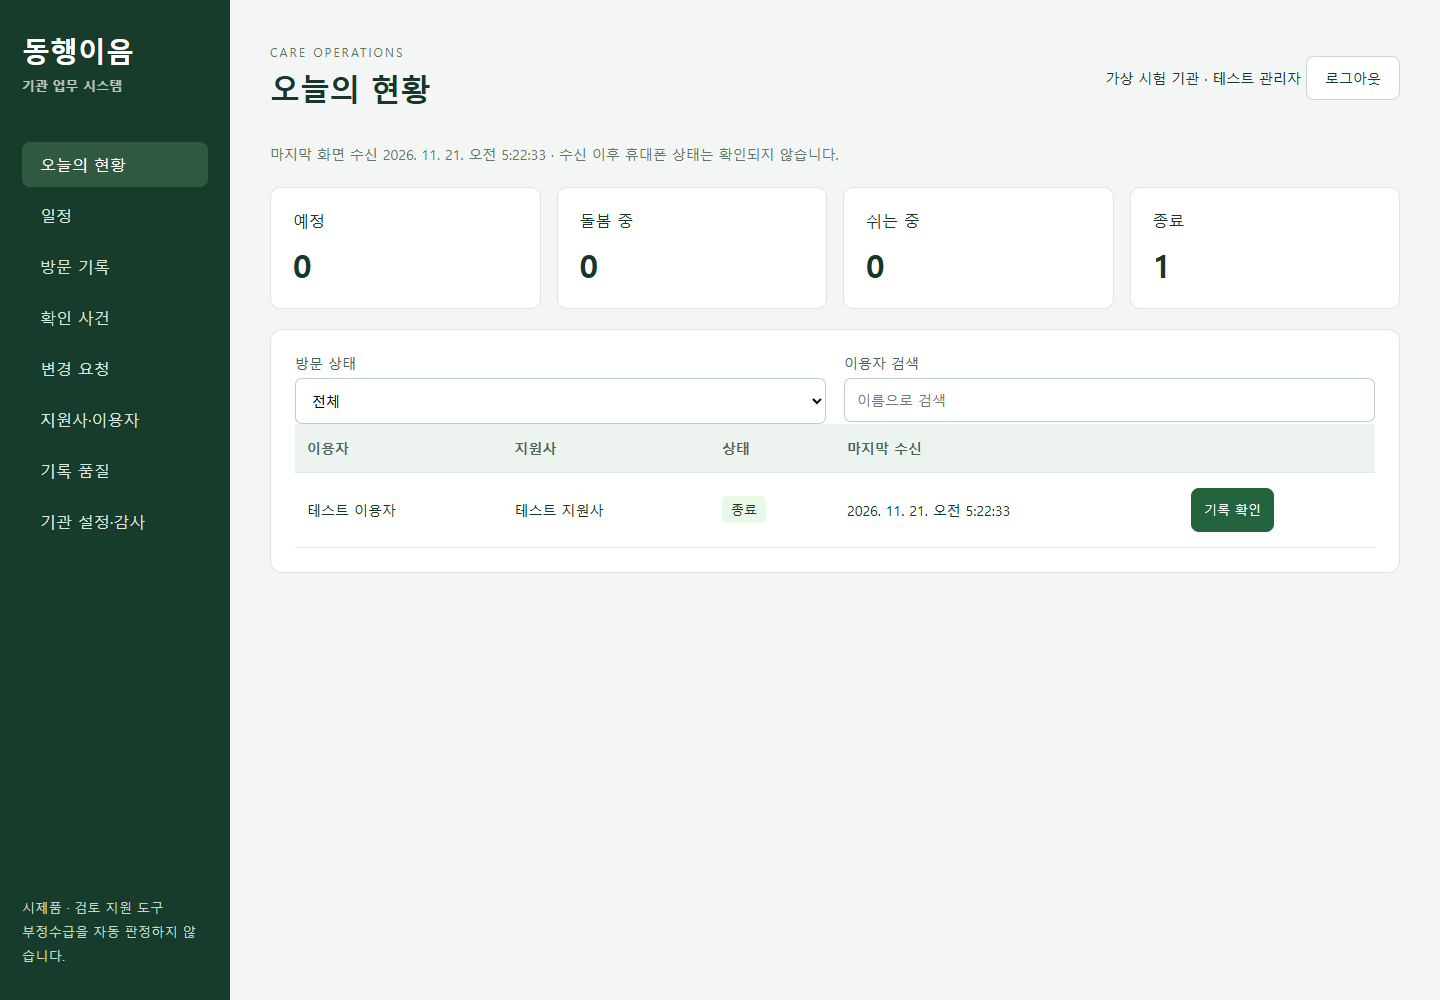 동행이음
기관 업무 시스템
오늘의 현황
일정
방문 기록
확인 사건
변경 요청
지원사·이용자
기록 품질
기관 설정·감사
시제품 · 검토 지원 도구
부정수급을 자동 판정하지 않
습니다.
CARE OPERATIONS
오늘의 현황
가상 시험 기관 · 테스트 관리자
로그아웃
마지막 화면 수신 2026. 11. 21. 오전 5:22:33 · 수신 이후 휴대폰 상태는 확인되지 않습니다.
예정
0
돌봄 중
0
쉬는 중
0
종료
1
방문 상태
전체
이용자 검색
이름으로 검색
이용자 지원사 상태 마지막 수신
테스트 이용자 테스트 지원사 종료 2026. 11. 21. 오전 5:22:33 기록 확인